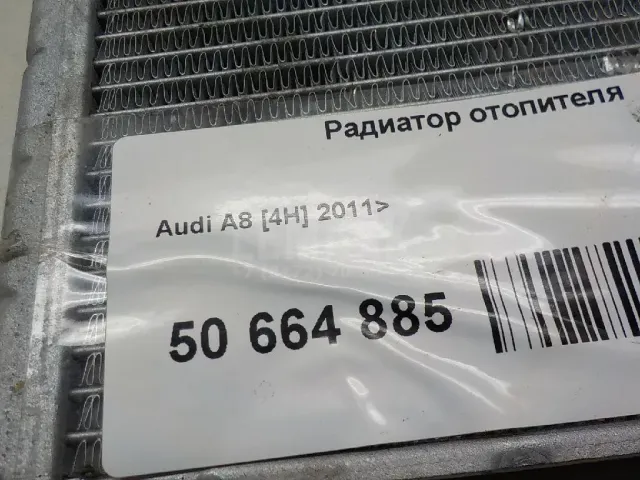 Радиатор отопителя
Audi A8 [4H] 2011>
50 664 885